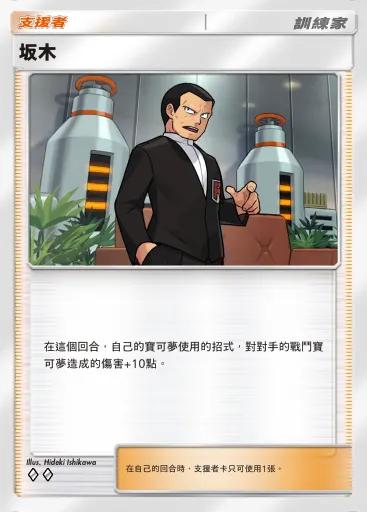 支援者
訓練家
坂木
在這個回合，自己的寶可夢使用的招式，對對手的戰鬥寶
可夢造成的傷害+10點。
Illus. Hideki Ishikawa
在自己的回合時，支援者卡只可使用1張。